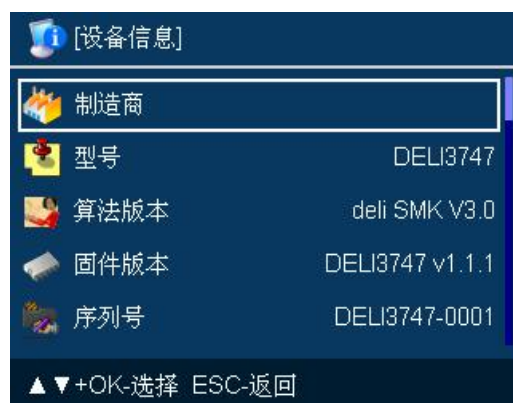 [设备信息]
制造商
型号 DELI3747
算法版本 deli SMK V3.0
固件版本 DELI3747 v1.1.1
序列号 DELI3747-0001
▲▼+OK-选择 ESC-返回